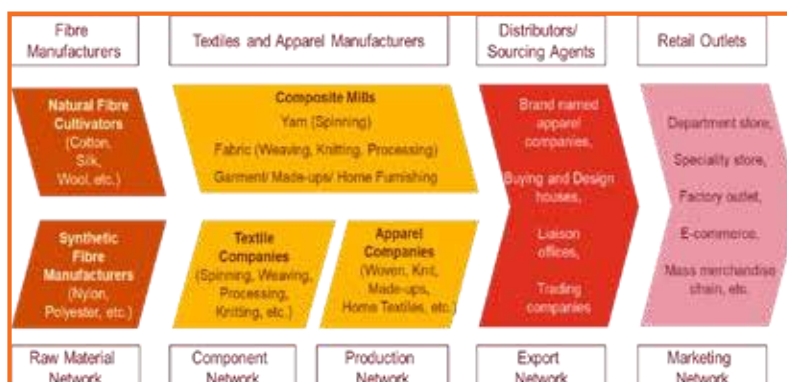 Fibre
Manufacturers
Textiles and Apparel Manufacturers
Distributors/
Sourcing Agents
Retail Outlets
Natural Fibre
Cultivators
(Cotton,
Silk,
Wool, etc.)
Composite Mills
Yarn (Spinning)
Fabric (Weaving, Knitting, Processing)
Garment/ Made-ups/ Home Furnishing
Synthetic
Fibre
Manufacturers
(Nylon,
Polyester, etc.)
Textile
Companies
(Spinning, Weaving,
Processing,
Knitting, etc.)
Apparel
Companies
(Woven, Knit,
Made-ups,
Home Textiles, etc.)
Brand named
apparel
companies,
Buying and Design
houses,
Liaison
offices,
Trading
companies
Department store,
Speciality store,
Factory outlet,
E-commerce,
Mass merchandise
chain, etc.
Raw Material
Network
Component
Network
Production
Network
Export
Network
Marketing
Network